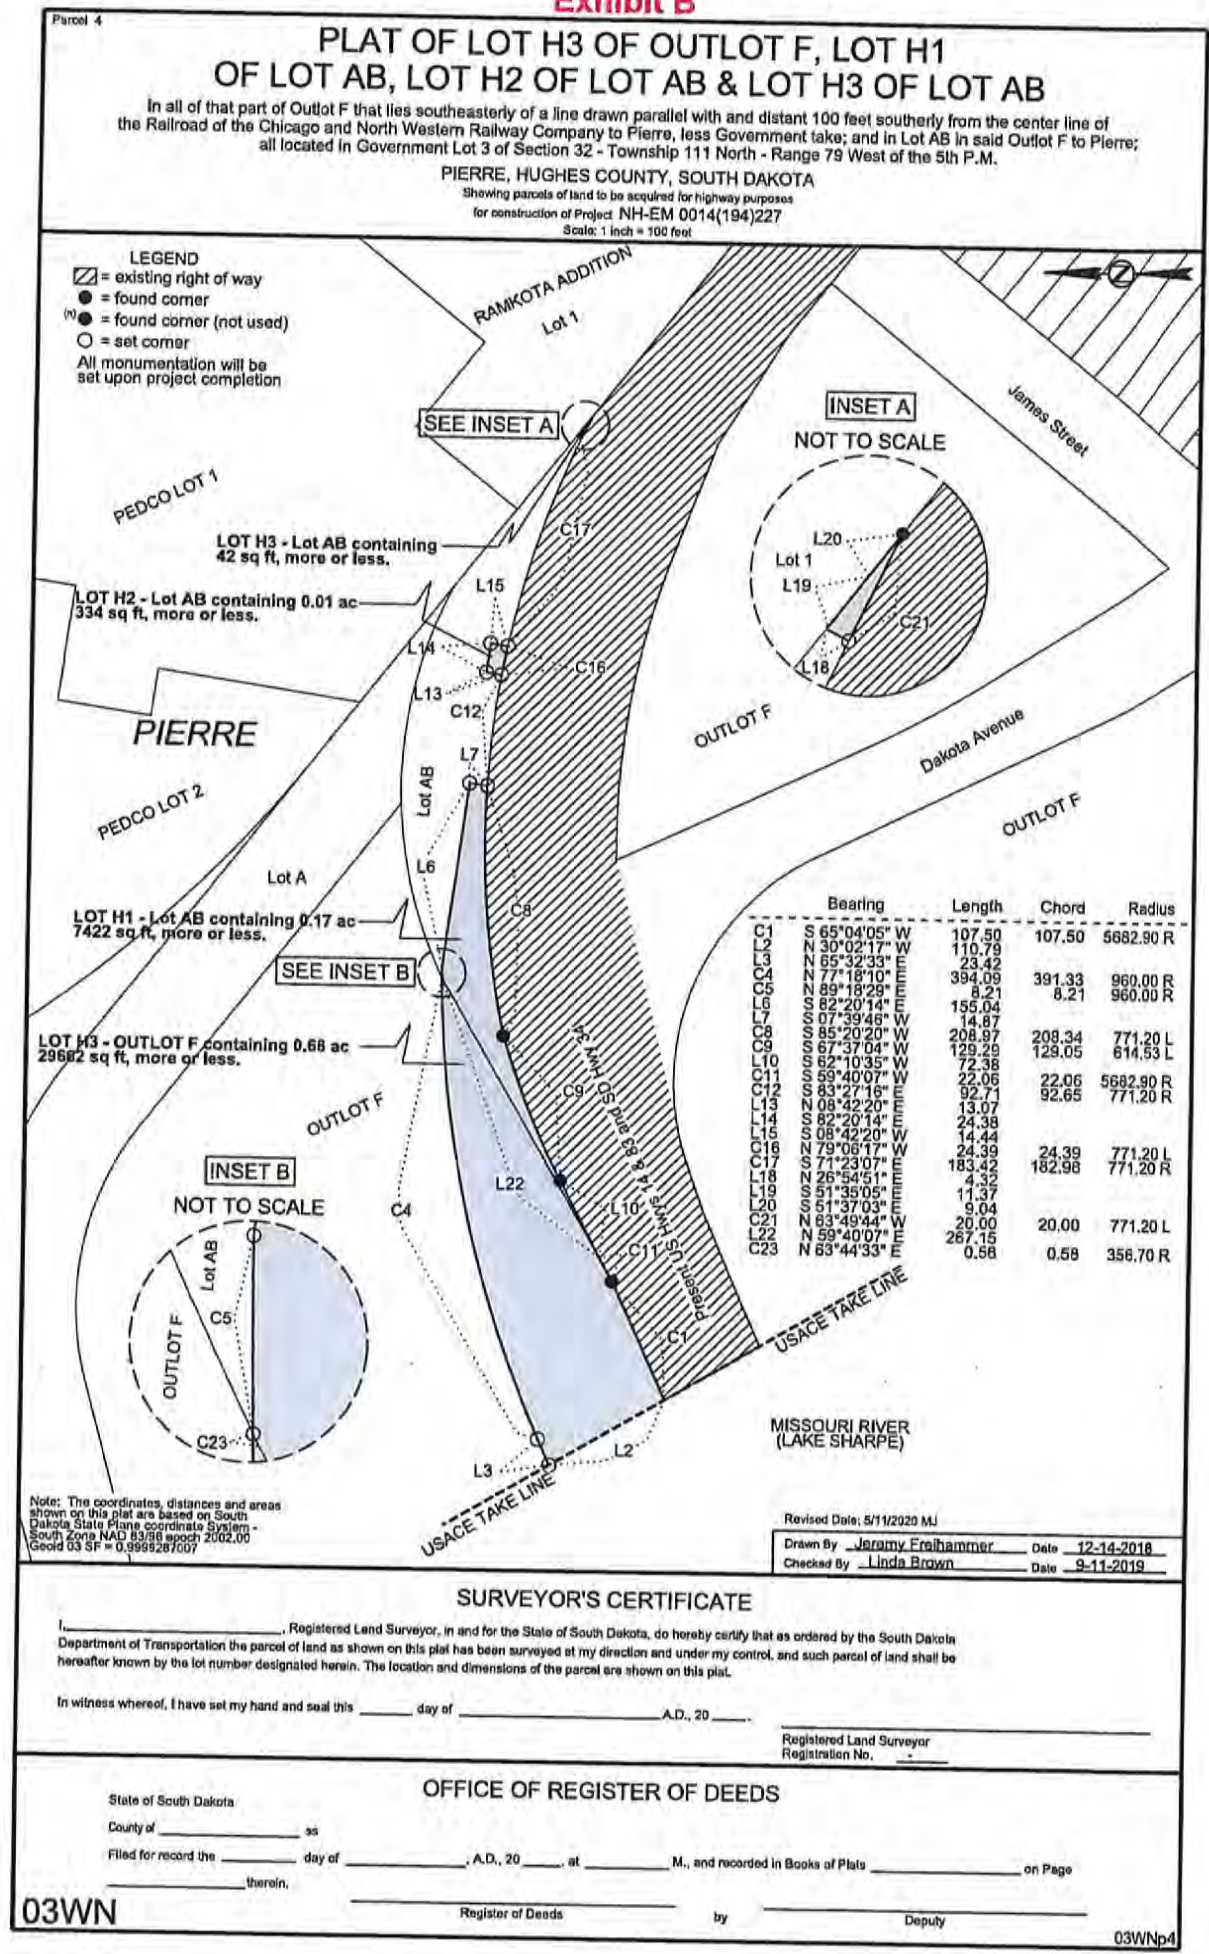 Exhibit B
Parcel 4
PLAT OF LOT H3 OF OUTLOT F, LOT H1
OF LOT AB, LOT H2 OF LOT AB & LOT H3 OF LOT AB
In all of that part of Outlot F that lies southeasterly of a line drawn parallel with and distant 100 feet southerly from the center line of
the Railroad of the Chicago and North Western Railway Company to Pierre, less Government take; and in Lot AB in said Outlot F to Pierre;
all located in Government Lot 3 of Section 32 - Township 111 North - Range 79 West of the 5th P.M.
PIERRE, HUGHES COUNTY, SOUTH DAKOTA
Showing parcels of land to be acquired for highway purposes
for construction of Project NH-EM 0014(194)227
Scale: 1 inch = 100 feet
LEGEND
= existing right of way
= found corner
(n) = found corner (not used)
= set corner
All monumentation will be
set upon project completion
RAMKOTA ADDITION
Lot 1
Z
James Street
SEE INSET A
INSET A
NOT TO SCALE
L20
Lot 1
L19
C21
L18
PEDCO LOT 1
C17
LOT H3 - Lot AB containing
42 sq ft, more or less.
L15
LOT H2 - Lot AB containing 0.01 ac
334 sq ft, more or less.
L14
C16
L13
C12
PIERRE
OUTLOT F
Dakota Avenue
L7
Lot AB
PEDCO LOT 2
OUTLOT F
L6
Lot A
LOT H1 - Lot AB containing 0.17 ac
7422 sq ft, more or less.
C8
SEE INSET B
LOT H3 - OUTLOT F containing 0.68 ac
29682 sq ft, more or less.
Bearing Length Chord Radius
C1 S 65°04'05" W 107.50 107.50 5682.90 R
L2 N 30°02'17" W 110.79
L3 N 65°32'33" E 23.42
C4 N 77°18'10" E 394.09 391.33 960.00 R
C5 N 89°18'29" E 8.21 8.21 960.00 R
L6 S 82°20'14" E 155.04
L7 S 07°39'46" W 14.87
C8 S 85°20'20" W 208.97 208.34 771.20 L
C9 S 67°37'04" W 129.29 129.05 614.53 L
L10 S 62°10'35" W 72.38
C11 S 59°40'07" W 22.06 22.06 5682.90 R
C12 S 83°27'16" E 92.71 92.65 771.20 R
L13 N 08°42'20" E 13.07
L14 S 82°20'14" E 24.38
L15 S 08°42'20" W 14.44
C16 N 79°06'17" W 24.39 24.39 771.20 L
C17 S 71°23'07" E 183.42 182.98 771.20 R
L18 N 26°54'51" E 4.32
L19 S 51°35'05" E 11.37
L20 S 51°37'03" E 9.04
C21 N 63°49'44" W 20.00 20.00 771.20 L
L22 N 59°40'07" E 267.15
C23 N 63°44'33" E 0.58 0.58 356.70 R
C9
Present US Hwys 14 & 83 and SD Hwy 34
OUTLOT F
INSET B
NOT TO SCALE
L22
C4
L10
C11
Lot AB
C5
OUTLOT F
C23
C1
USACE TAKE LINE
L3
L2
USACE TAKE LINE
MISSOURI RIVER
(LAKE SHARPE)
Note: The coordinates, distances and areas
shown on this plat are based on South
Dakota State Plane coordinate System -
South Zone NAD 83/96 epoch 2002.00
Geoid 03 SF = 0.9999287007
Revised Date: 5/11/2020 MJ
Drawn By Jeremy Freihammer Date 12-14-2018
Checked By Linda Brown Date 9-11-2019
SURVEYOR'S CERTIFICATE
I, , Registered Land Surveyor, in and for the State of South Dakota, do hereby certify that as ordered by the South Dakota
Department of Transportation the parcel of land as shown on this plat has been surveyed at my direction and under my control, and such parcel of land shall be
hereafter known by the lot number designated herein. The location and dimensions of the parcel are shown on this plat.
In witness whereof, I have set my hand and seal this day of A.D., 20 .
Registered Land Surveyor
Registration No. -
OFFICE OF REGISTER OF DEEDS
State of South Dakota
County of ss
Filed for record the day of , A.D., 20 , at M., and recorded in Books of Plats on Page
therein.
Register of Deeds by Deputy
03WN
03WNp4